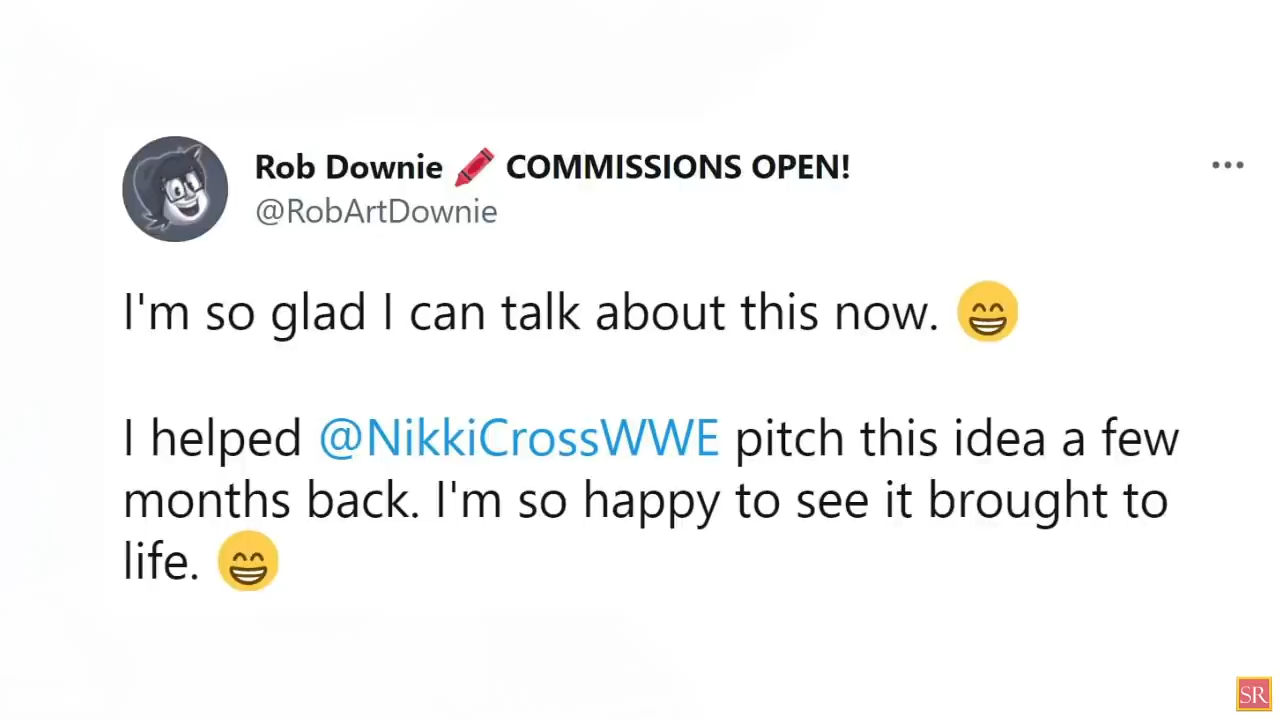 Rob Downie 🖍️ COMMISSIONS OPEN!
@RobArtDownie
I'm so glad I can talk about this now. 😁
I helped @NikkiCrossWWE pitch this idea a few
months back. I'm so happy to see it brought to
life. 😁
SR